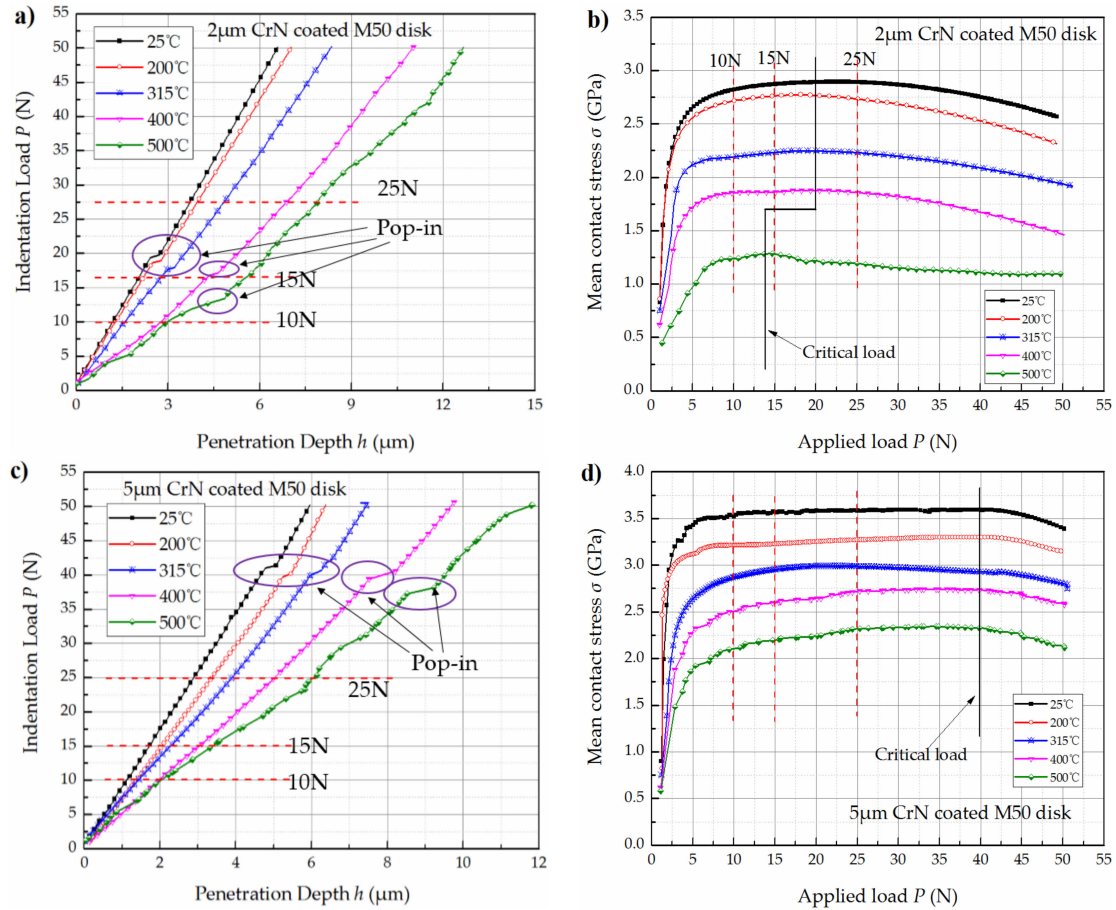 a)
2μm CrN coated M50 disk
25℃
200℃
315℃
400℃
500℃
25N
Pop-in
15N
10N
Indentation Load P (N)
55
50
45
40
35
30
25
20
15
10
5
0
0 3 6 9 12 15
Penetration Depth h (μm)
b)
2μm CrN coated M50 disk
10N 15N 25N
Critical load
25℃
200℃
315℃
400℃
500℃
Mean contact stress σ (GPa)
3.5
3.0
2.5
2.0
1.5
1.0
0.5
0.0
0 5 10 15 20 25 30 35 40 45 50 55
Applied load P (N)
c)
5μm CrN coated M50 disk
25℃
200℃
315℃
400℃
500℃
Pop-in
25N
15N
10N
Indentation Load P (N)
55
50
45
40
35
30
25
20
15
10
5
0
0 2 4 6 8 10 12
Penetration Depth h (μm)
d)
10N 15N 25N
Critical load
25℃
200℃
315℃
400℃
500℃
5μm CrN coated M50 disk
Mean contact stress σ (GPa)
4.0
3.5
3.0
2.5
2.0
1.5
1.0
0.5
0.0
0 5 10 15 20 25 30 35 40 45 50 55
Applied load P (N)